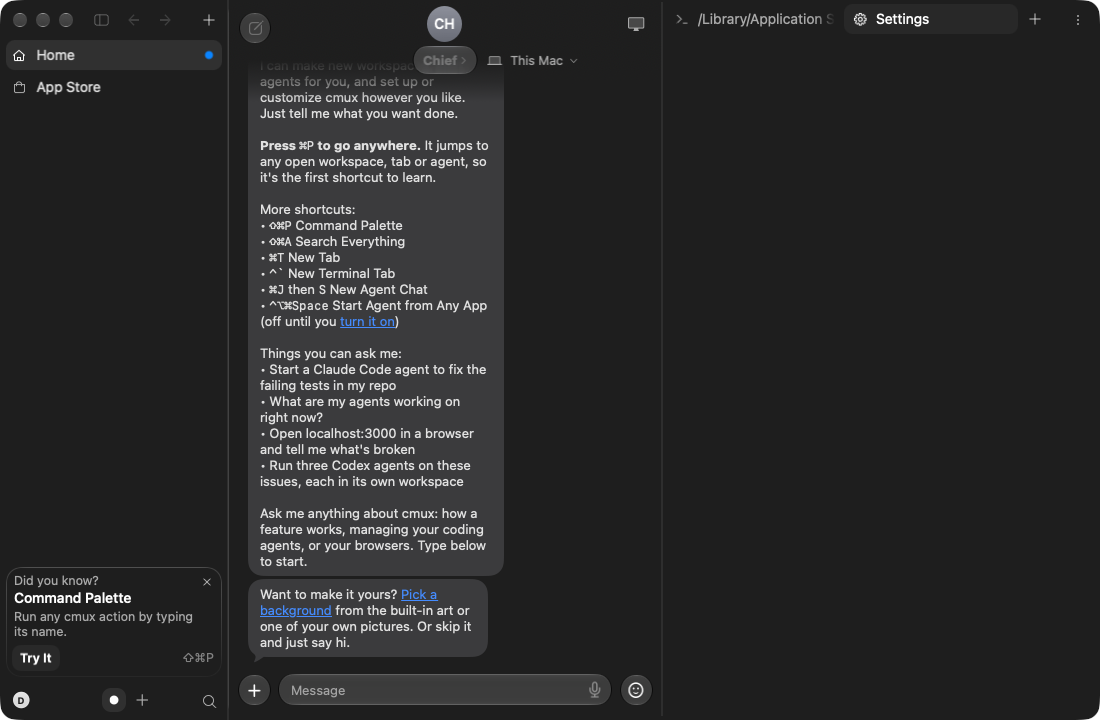 Home
App Store
Did you know?
Command Palette
Run any cmux action by typing
its name.
Try It
⇧⌘P
D
CH
Chief
This Mac
I can make new workspac
agents for you, and set up or
customize cmux however you like.
Just tell me what you want done.
Press ⌘P to go anywhere. It jumps to
any open workspace, tab or agent, so
it's the first shortcut to learn.
More shortcuts:
• ⇧⌘P Command Palette
• ⇧⌘A Search Everything
• ⌘T New Tab
• ^` New Terminal Tab
• ⌘J then S New Agent Chat
• ^⌥⌘Space Start Agent from Any App
(off until you turn it on)
Things you can ask me:
• Start a Claude Code agent to fix the
failing tests in my repo
• What are my agents working on
right now?
• Open localhost:3000 in a browser
and tell me what's broken
• Run three Codex agents on these
issues, each in its own workspace
Ask me anything about cmux: how a
feature works, managing your coding
agents, or your browsers. Type below
to start.
Want to make it yours? Pick a
background from the built-in art or
one of your own pictures. Or skip it
and just say hi.
Message
/Library/Application S
Settings